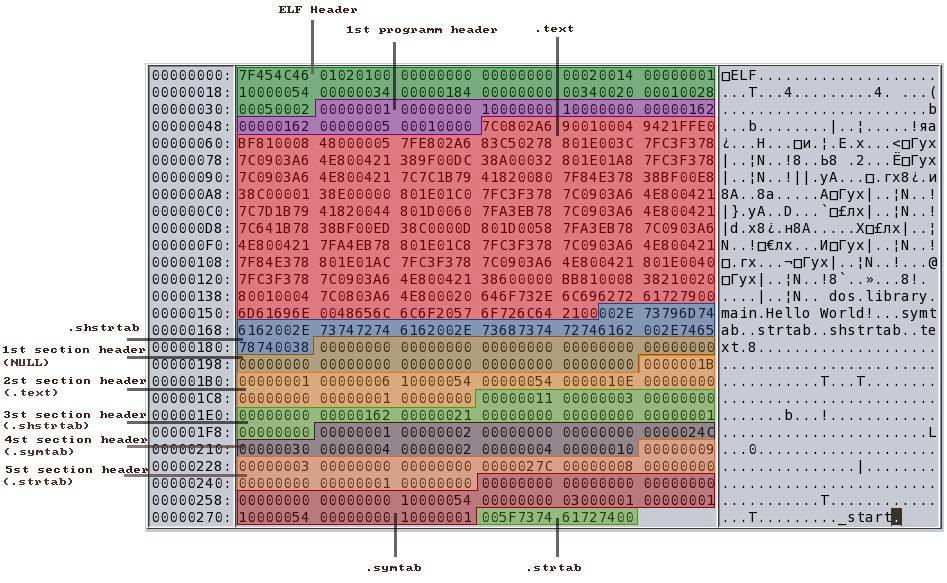 ELF Header
1st programm header
.text
00000000: 7F454C46 01020100 00000000 00000000 00020014 00000001 □ELF....................
00000018: 10000054 00000034 00000184 00000000 00340020 00010028 ...T...4.........4. ...(
00000030: 00050002 00000001 00000000 10000000 10000000 00000162 .......................b
00000048: 00000162 00000005 00010000 7C0802A6 90010004 9421FFE0 ...b........|..¦.....!яа
00000060: BF810008 48000005 7FE802A6 83C50278 801E003C 7FC3F378 ї...H...□и.¦.Е.x...<□Гух
00000078: 7C0903A6 4E800421 389F00DC 38A00032 801E01A8 7FC3F378 |..¦N..!8..Ь8 .2...Ё□Гух
00000090: 7C0903A6 4E800421 7C7C1B79 41820080 7F84E378 38BF00E8 |..¦N..!||.yA...□.гx8ї.и
000000A8: 38C00001 38E00000 801E01C0 7FC3F378 7C0903A6 4E800421 8А..8а.....А□Гух|..¦N..!
000000C0: 7C7D1B79 41820044 801D0060 7FA3EB78 7C0903A6 4E800421 |}.yA..D...`□£лx|..¦N..!
000000D8: 7C641B78 38BF00ED 38C0000D 801D0058 7FA3EB78 7C0903A6 |d.x8ї.н8А.....X□£лx|..¦
000000F0: 4E800421 7FA4EB78 801E01C8 7FC3F378 7C0903A6 4E800421 N..!□€лx...И□Гух|..¦N..!
00000108: 7F84E378 801E01AC 7FC3F378 7C0903A6 4E800421 801E0040 □.гx...¬□Гух|..¦N..!...@
00000120: 7FC3F378 7C0903A6 4E800421 38600000 BB810008 38210020 □Гух|..¦N..!8`..»...8!.
00000138: 80010004 7C0803A6 4E800020 646F732E 6C696272 61727900 ....|..¦N.. dos.library.
00000150: 6D61696E 0048656C 6C6F2057 6F726C64 2100002E 73796D74 main.Hello World!...symt
.shstrtab
00000168: 6162002E 73747274 6162002E 73687374 72746162 002E7465 ab..strtab..shstrtab..te
00000180: 78740038 00000000 00000000 00000000 00000000 00000000 xt.8....................
1st section header
(NULL)
00000198: 00000000 00000000 00000000 00000000 00000000 0000001B ........................
2st section header
(.text)
000001B0: 00000001 00000006 10000054 00000054 0000010E 00000000 ...........T...T........
000001C8: 00000000 00000001 00000000 00000011 00000003 00000000 ........................
3st section header
(.shstrtab)
000001E0: 00000000 00000162 00000021 00000000 00000000 00000001 .......b...!............
000001F8: 00000000 00000001 00000002 00000000 00000000 0000024C .......................L
4st section header
(.symtab)
00000210: 00000030 00000004 00000002 00000004 00000010 00000009 ...0....................
00000228: 00000003 00000000 00000000 0000027C 00000008 00000000 ...............|........
5st section header
(.strtab)
00000240: 00000000 00000001 00000000 00000000 00000000 00000000 ........................
00000258: 00000000 00000000 10000054 00000000 03000001 00000001 ...........T............
00000270: 10000054 00000000 10000001 005F7374 61727400 ...T........._start.
.symtab
.strtab